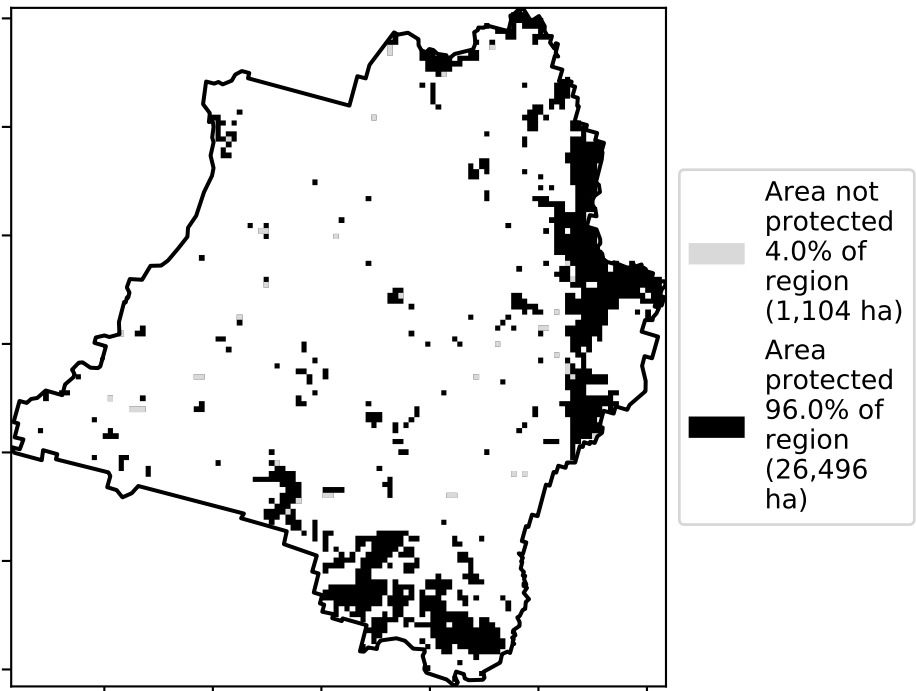 Area not
protected
4.0% of
region
(1,104 ha)
Area
protected
96.0% of
region
(26,496
ha)